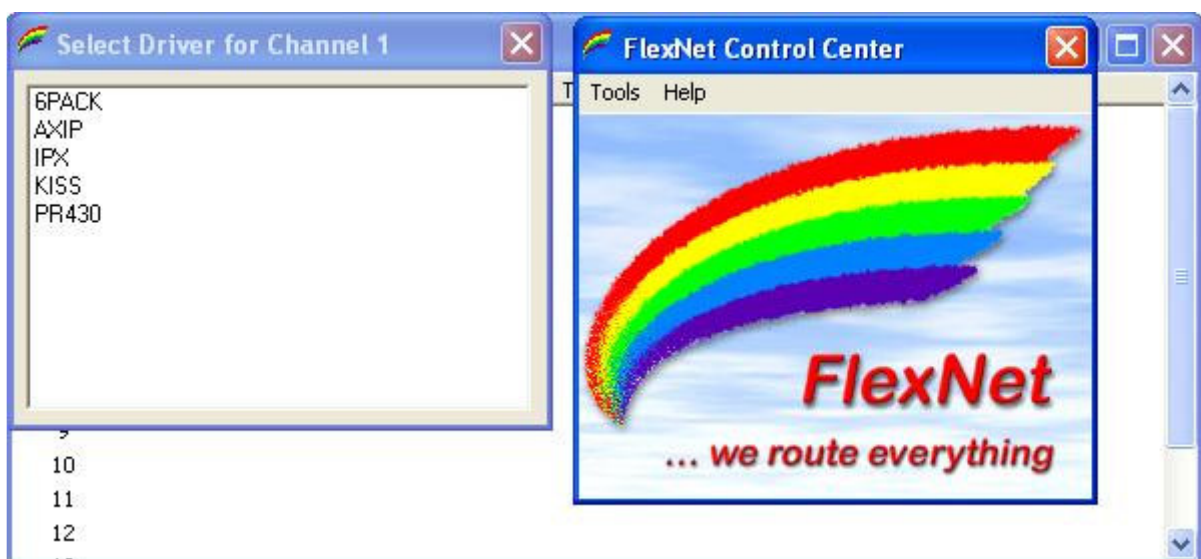 Select Driver for Channel 1
6PACK
AXIP
IPX
KISS
PR430
FlexNet Control Center
Tools Help
FlexNet
... we route everything
10
11
12